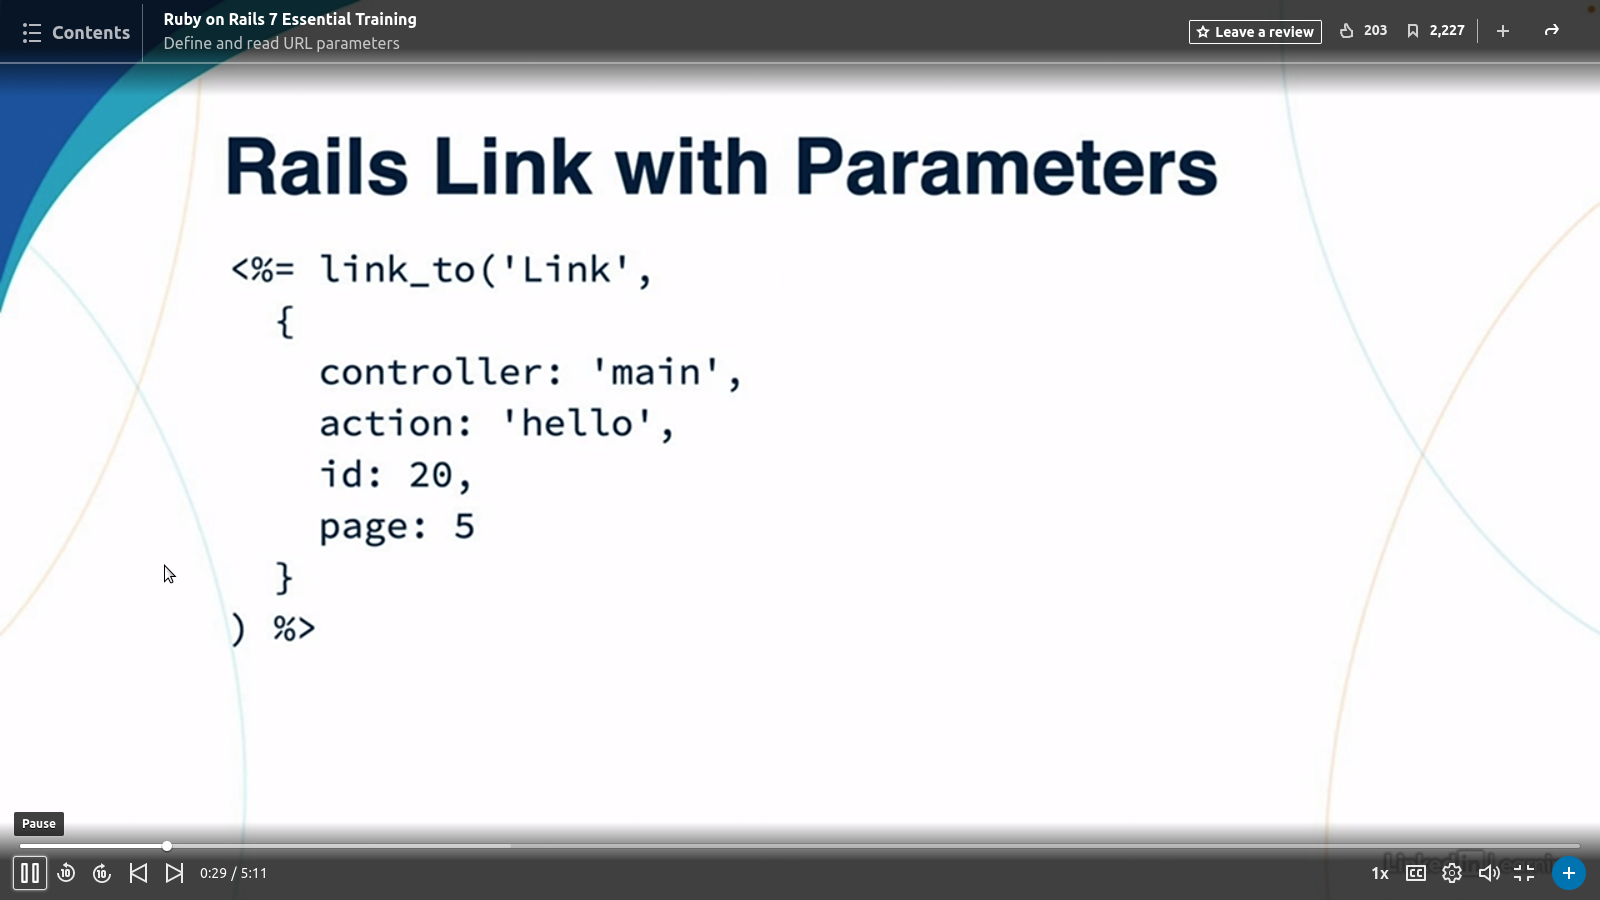 Contents
Ruby on Rails 7 Essential Training
Define and read URL parameters
Leave a review
203
2,227
Rails Link with Parameters
<%= link_to('Link',
{
controller: 'main',
action: 'hello',
id: 20,
page: 5
}
) %>
Pause
10
10
0:29 / 5:11
1x
CC
LinkedIn Learning